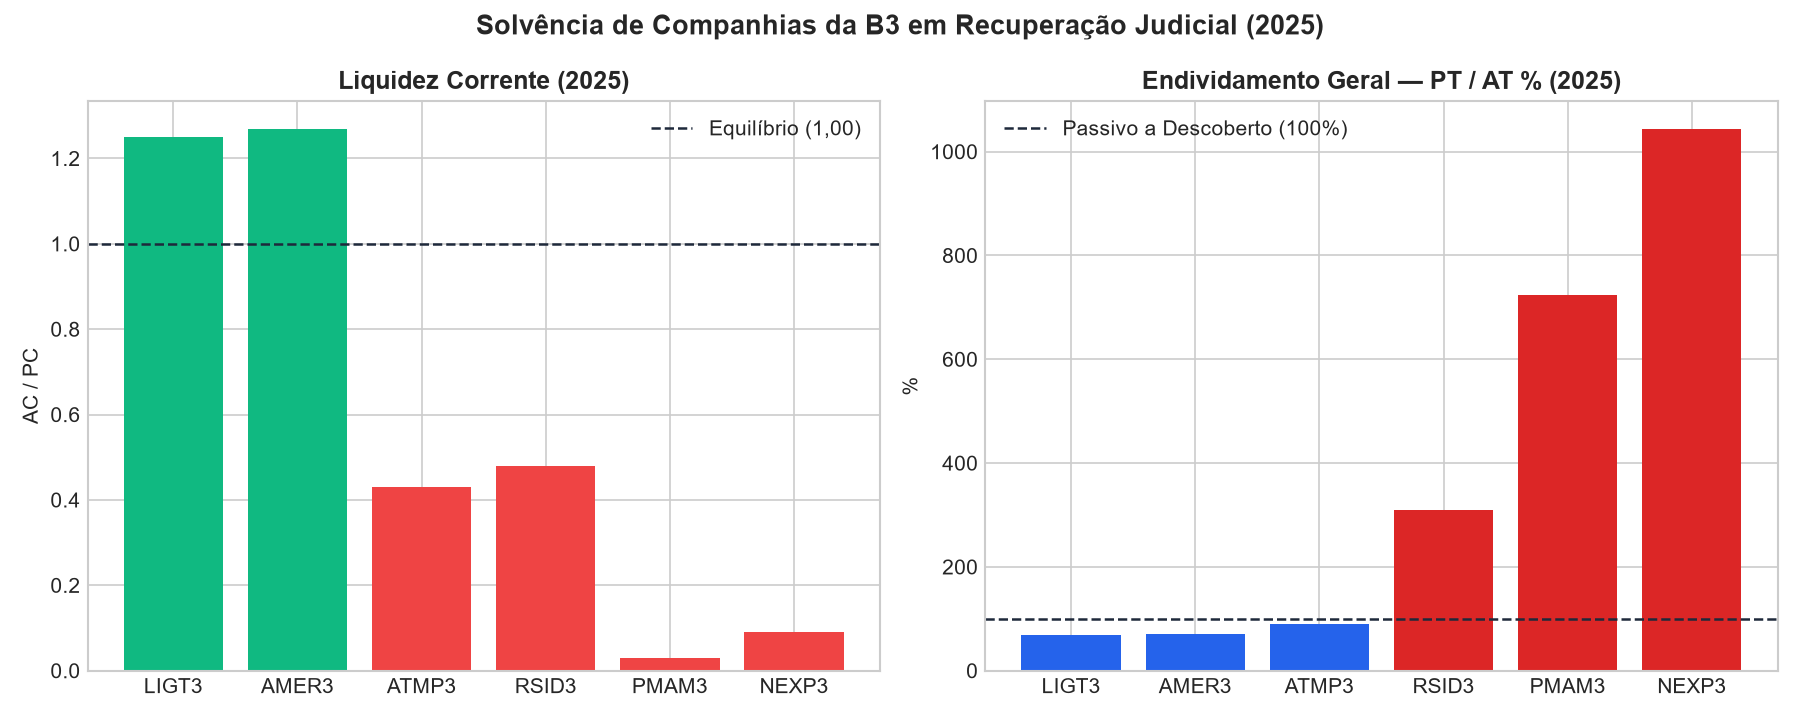 Solvência de Companhias da B3 em Recuperação Judicial (2025)
Liquidez Corrente (2025)
Equilíbrio (1,00)
AC / PC
1.2
1.0
0.8
0.6
0.4
0.2
0.0
LIGT3 AMER3 ATMP3 RSID3 PMAM3 NEXP3
Endividamento Geral — PT / AT % (2025)
Passivo a Descoberto (100%)
%
1000
800
600
400
200
0
LIGT3 AMER3 ATMP3 RSID3 PMAM3 NEXP3